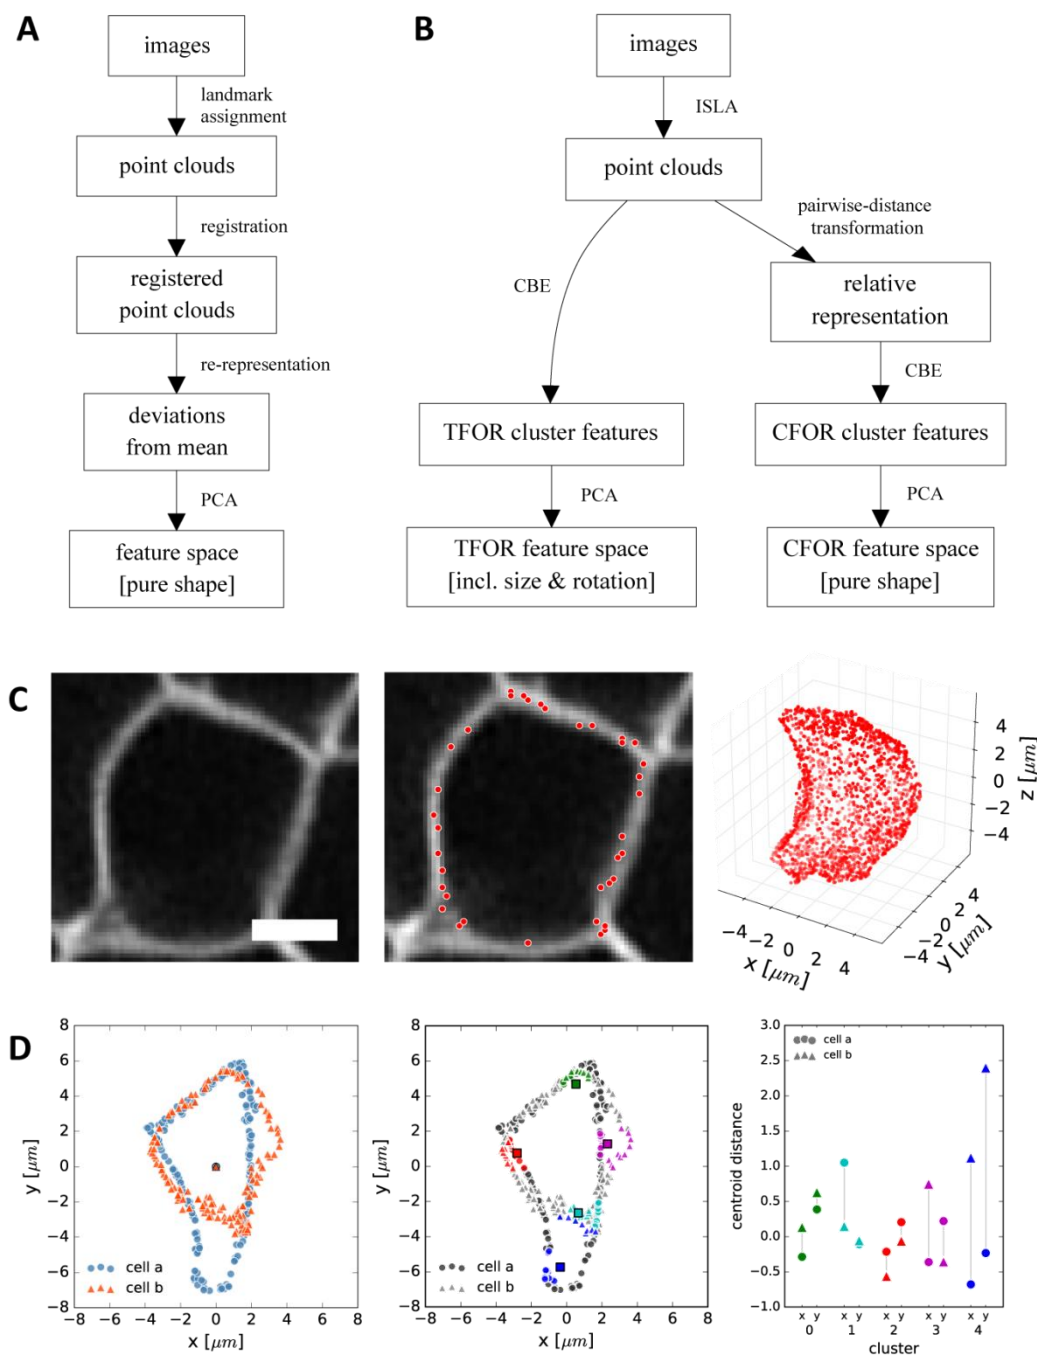 A
images
landmark
assignment
point clouds
registration
registered
point clouds
re-representation
deviations
from mean
PCA
feature space
[pure shape]
B
images
ISLA
point clouds
pairwise-distance
transformation
CBE
relative
representation
CBE
TFOR cluster features
CFOR cluster features
PCA
PCA
TFOR feature space
[incl. size & rotation]
CFOR feature space
[pure shape]
C
4
2
0
−2
−4
z [μm]
−4
−2
0
2
4
x [μm]
−4
−2
0
2
4
y [μm]
D
8
6
4
2
0
−2
−4
−6
−8
y [μm]
cell a
cell b
−8 −6 −4 −2 0 2 4 6 8
x [μm]
8
6
4
2
0
−2
−4
−6
−8
y [μm]
cell a
cell b
−8 −6 −4 −2 0 2 4 6 8
x [μm]
3.0
2.5
2.0
1.5
1.0
0.5
0.0
−0.5
−1.0
centroid distance
cell a
cell b
x y x y x y x y x y
0 1 2 3 4
cluster